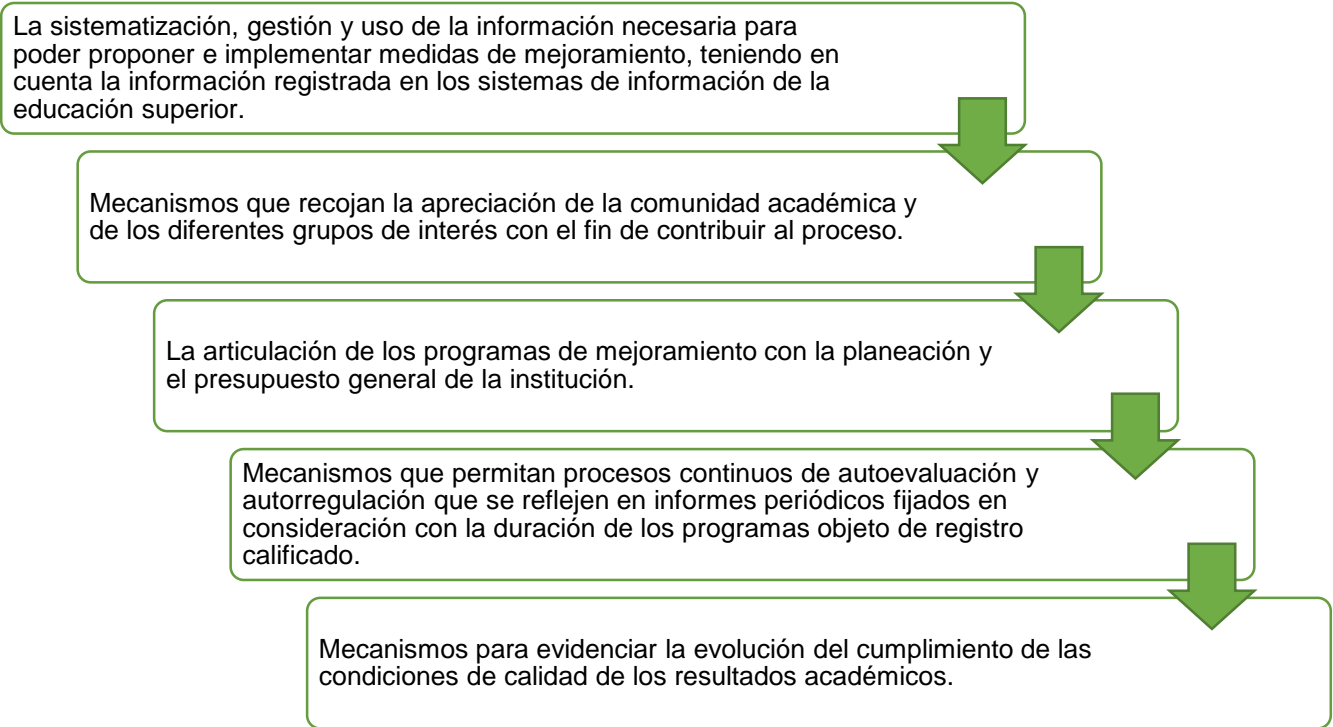 La sistematización, gestión y uso de la información necesaria para
poder proponer e implementar medidas de mejoramiento, teniendo en
cuenta la información registrada en los sistemas de información de la
educación superior.
Mecanismos que recojan la apreciación de la comunidad académica y
de los diferentes grupos de interés con el fin de contribuir al proceso.
La articulación de los programas de mejoramiento con la planeación y
el presupuesto general de la institución.
Mecanismos que permitan procesos continuos de autoevaluación y
autorregulación que se reflejen en informes periódicos fijados en
consideración con la duración de los programas objeto de registro
calificado.
Mecanismos para evidenciar la evolución del cumplimiento de las
condiciones de calidad de los resultados académicos.